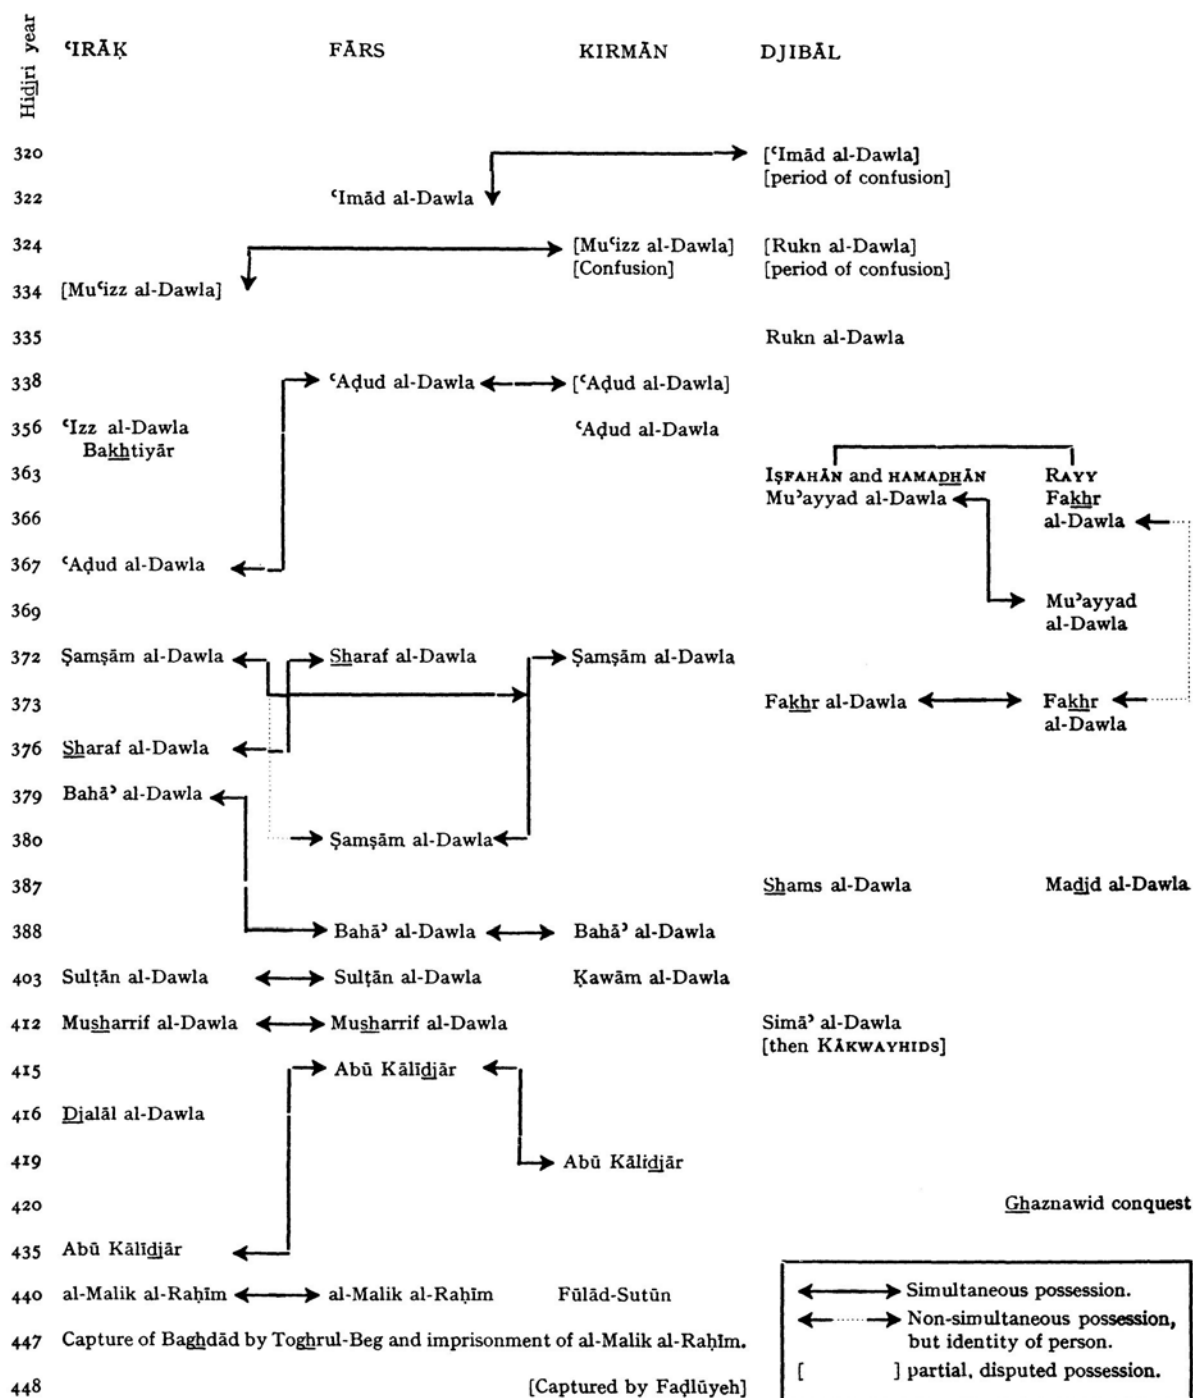 Hidjri year
ʿIRĀḲ FĀRS KIRMĀN DJIBĀL
320 [ʿImād al-Dawla]
[period of confusion]
322 ʿImād al-Dawla
324 [Muʿizz al-Dawla] [Rukn al-Dawla]
[Confusion] [period of confusion]
334 [Muʿizz al-Dawla]
335 Rukn al-Dawla
338 ʿAḍud al-Dawla [ʿAḍud al-Dawla]
356 ʿIzz al-Dawla ʿAḍud al-Dawla
Bakhtiyār
363 IṢFAHĀN and HAMADHĀN RAYY
Muʾayyad al-Dawla Fakhr
366 al-Dawla
367 ʿAḍud al-Dawla
369 Muʾayyad
al-Dawla
372 Ṣamṣām al-Dawla Sharaf al-Dawla Ṣamṣām al-Dawla
373 Fakhr al-Dawla Fakhr
al-Dawla
376 Sharaf al-Dawla
379 Bahāʾ al-Dawla
380 Ṣamṣām al-Dawla
387 Shams al-Dawla Madjd al-Dawla
388 Bahāʾ al-Dawla Bahāʾ al-Dawla
403 Sulṭān al-Dawla Sulṭān al-Dawla Ḳawām al-Dawla
412 Musharrif al-Dawla Musharrif al-Dawla Simāʾ al-Dawla
[then KĀKWAYHIDS]
415 Abū Kālīdjār
416 Djalāl al-Dawla
419 Abū Kālīdjār
420 Ghaznawid conquest
435 Abū Kālīdjār
440 al-Malik al-Raḥīm al-Malik al-Raḥīm Fūlād-Sutūn
447 Capture of Baghdād by Toghrul-Beg and imprisonment of al-Malik al-Raḥīm.
448 [Captured by Faḍlūyeh]
Simultaneous possession.
Non-simultaneous possession,
but identity of person.
[ ] partial, disputed possession.